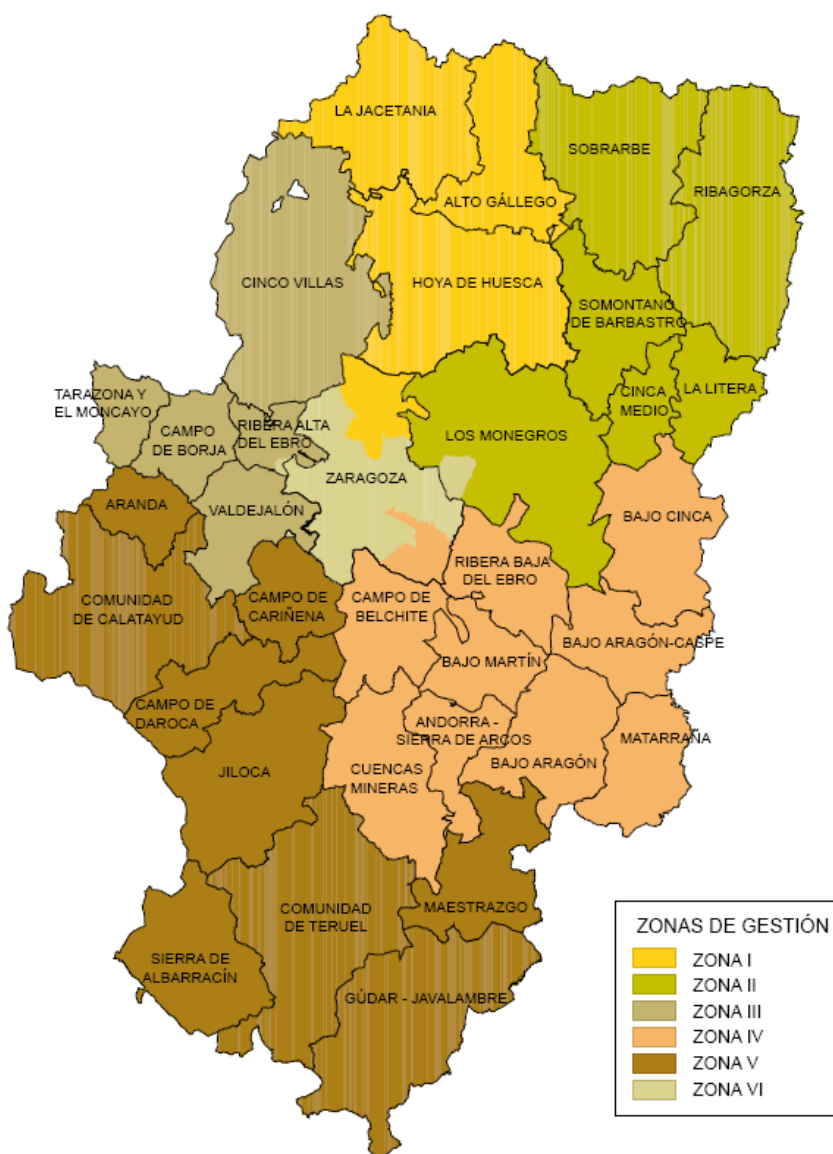 LA JACETANIA
SOBRARBE
RIBAGORZA
ALTO GÁLLEGO
CINCO VILLAS
HOYA DE HUESCA
SOMONTANO
DE BARBASTRO
TARAZONA Y
EL MONCAYO
CINCA
MEDIO
LA LITERA
CAMPO
DE BORJA
RIBERA ALTA
DEL EBRO
LOS MONEGROS
ZARAGOZA
ARANDA
VALDEJALÓN
BAJO CINCA
RIBERA BAJA
DEL EBRO
COMUNIDAD
DE CALATAYUD
CAMPO DE
CARIÑENA
CAMPO DE
BELCHITE
BAJO ARAGÓN-CASPE
BAJO MARTÍN
CAMPO DE
DAROCA
ANDORRA -
SIERRA DE ARCOS
MATARRAÑA
JILOCA
CUENCAS
MINERAS
BAJO ARAGÓN
COMUNIDAD
DE TERUEL
MAESTRAZGO
SIERRA DE
ALBARRACÍN
GÚDAR - JAVALAMBRE
ZONAS DE GESTIÓN
ZONA I
ZONA II
ZONA III
ZONA IV
ZONA V
ZONA VI